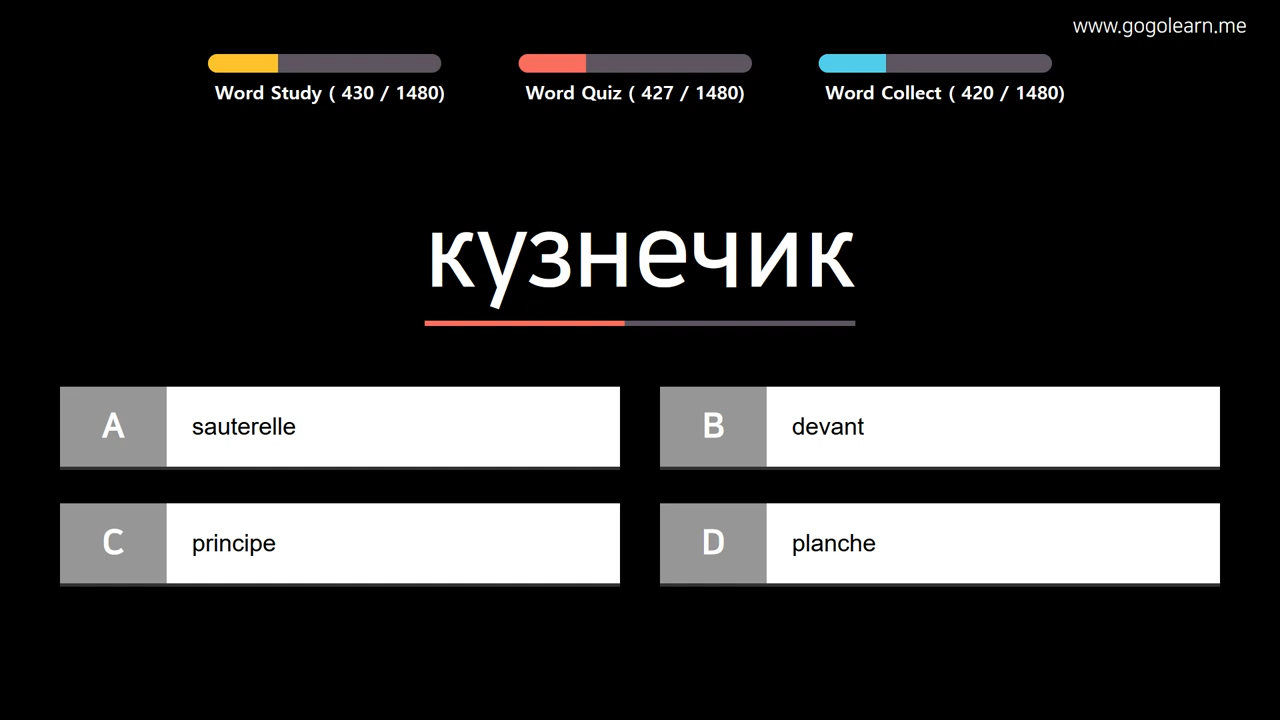 www.gogolearn.me
Word Study ( 430 / 1480)
Word Quiz ( 427 / 1480)
Word Collect ( 420 / 1480)
кузнечик
A sauterelle
B devant
C principe
D planche